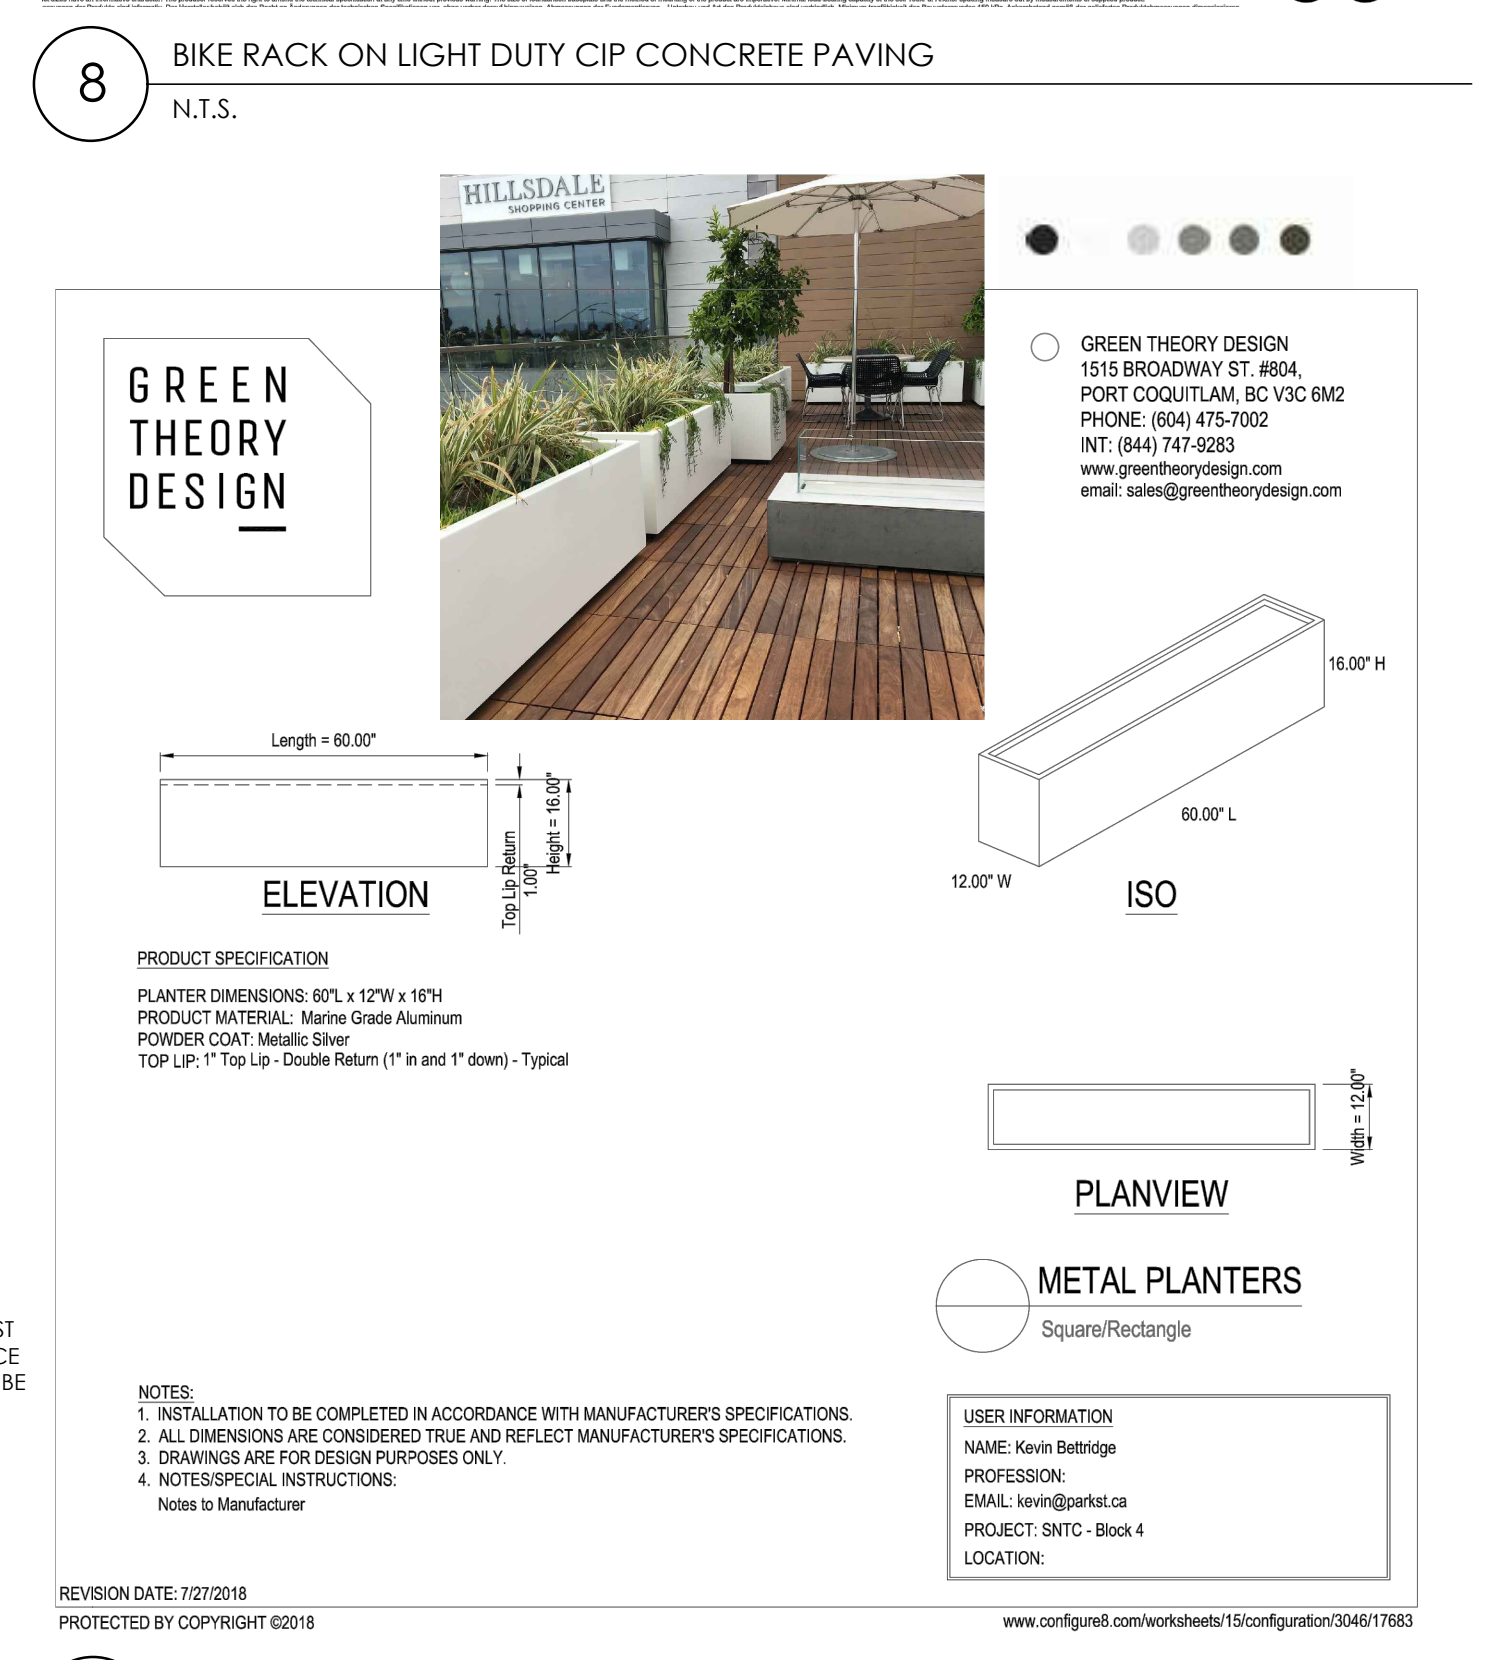 8
BIKE RACK ON LIGHT DUTY CIP CONCRETE PAVING
N.T.S.
HILLSDALE
SHOPPING CENTER
GREEN
THEORY
DESIGN
GREEN THEORY DESIGN
1515 BROADWAY ST. #804,
PORT COQUITLAM, BC V3C 6M2
PHONE: (604) 475-7002
INT: (844) 747-9283
www.greentheorydesign.com
email: sales@greentheorydesign.com
16.00" H
60.00" L
12.00" W
ISO
Length = 60.00"
Top Lip Return
1.00"
Height = 16.00"
ELEVATION
PRODUCT SPECIFICATION
PLANTER DIMENSIONS: 60"L x 12"W x 16"H
PRODUCT MATERIAL: Marine Grade Aluminum
POWDER COAT: Metallic Silver
TOP LIP: 1" Top Lip - Double Return (1" in and 1" down) - Typical
Width = 12.00"
PLANVIEW
METAL PLANTERS
Square/Rectangle
ST
CE
BE
NOTES:
1. INSTALLATION TO BE COMPLETED IN ACCORDANCE WITH MANUFACTURER'S SPECIFICATIONS.
2. ALL DIMENSIONS ARE CONSIDERED TRUE AND REFLECT MANUFACTURER'S SPECIFICATIONS.
3. DRAWINGS ARE FOR DESIGN PURPOSES ONLY.
4. NOTES/SPECIAL INSTRUCTIONS:
Notes to Manufacturer
USER INFORMATION
NAME: Kevin Bettridge
PROFESSION:
EMAIL: kevin@parkst.ca
PROJECT: SNTC - Block 4
LOCATION:
REVISION DATE: 7/27/2018
PROTECTED BY COPYRIGHT ©2018
www.configure8.com/worksheets/15/configuration/3046/17683